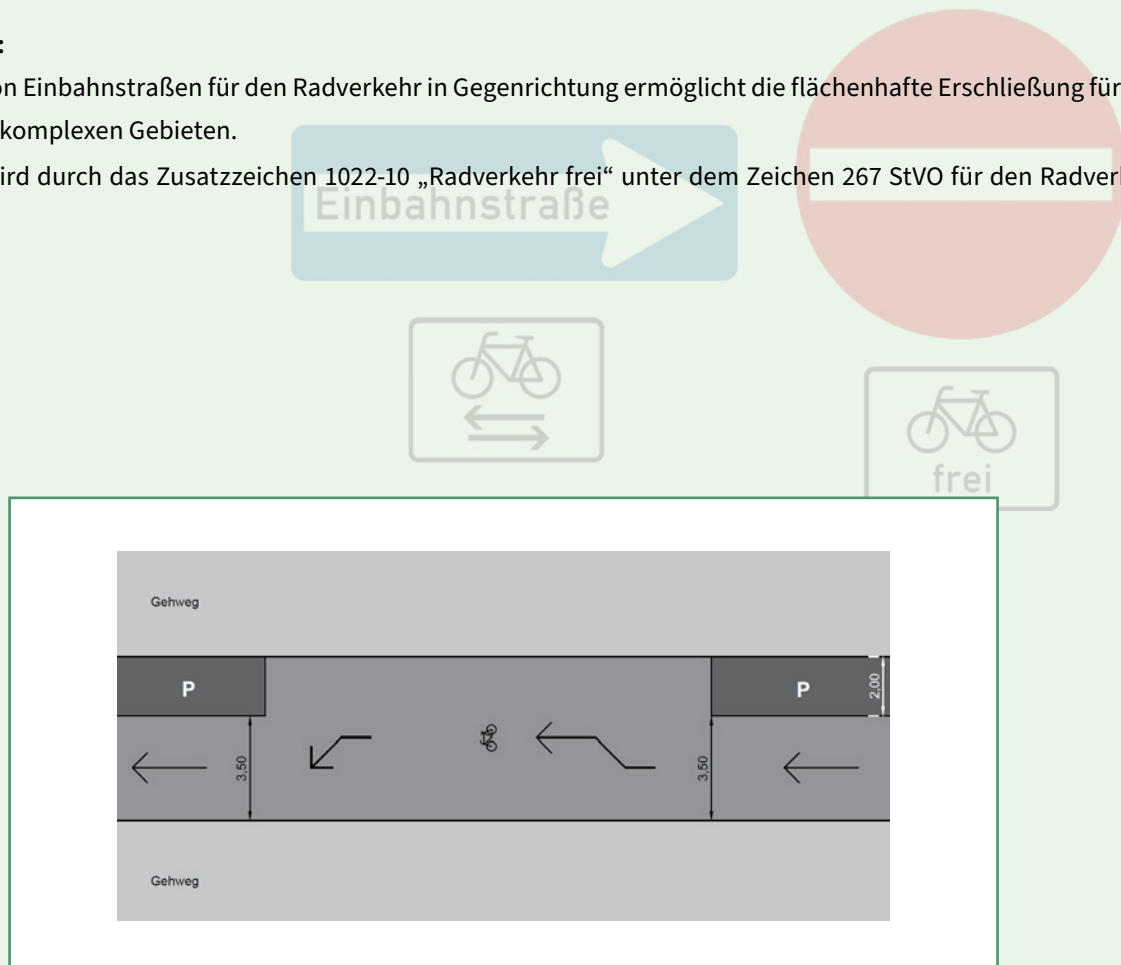 :
on Einbahnstraßen für den Radverkehr in Gegenrichtung ermöglicht die flächenhafte Erschließung für
komplexen Gebieten.
ird durch das Zusatzzeichen 1022-10 „Radverkehr frei“ unter dem Zeichen 267 StVO für den Radverk
Einbahnstraße
frei
Gehweg
P
P
2,00
3,50
3,50
Gehweg